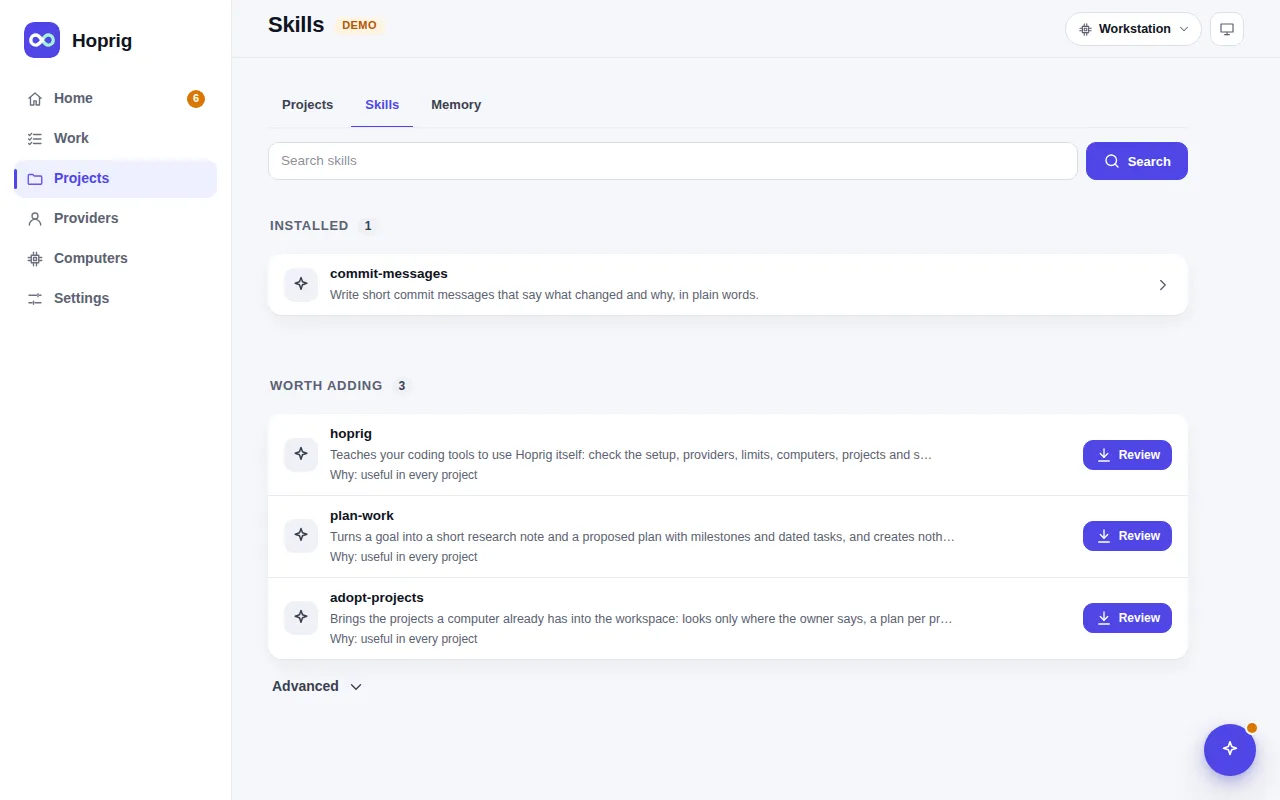 Hoprig
Home
6
Work
Projects
Providers
Computers
Settings
Skills
DEMO
Workstation
Projects
Skills
Memory
Search skills
Search
INSTALLED
1
commit-messages
Write short commit messages that say what changed and why, in plain words.
WORTH ADDING
3
hoprig
Teaches your coding tools to use Hoprig itself: check the setup, providers, limits, computers, projects and s…
Why: useful in every project
Review
plan-work
Turns a goal into a short research note and a proposed plan with milestones and dated tasks, and creates noth…
Why: useful in every project
Review
adopt-projects
Brings the projects a computer already has into the workspace: looks only where the owner says, a plan per pr…
Why: useful in every project
Review
Advanced